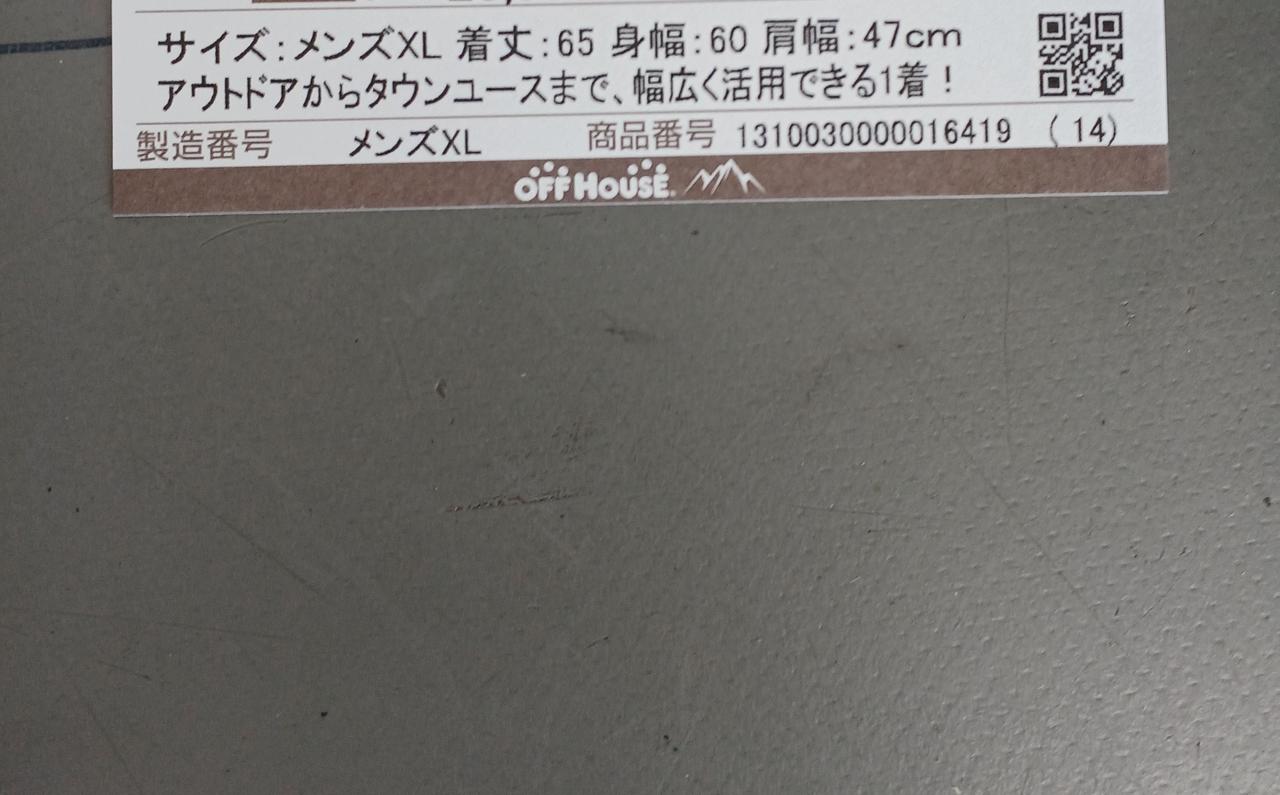 サイズ：メンズXL 着丈：65 身幅：60 肩幅：47cm
アウトドアからタウンユースまで、幅広く活用できる1着！
製造番号 メンズXL 商品番号 1310030000016419 (14)
OFF HOUSE